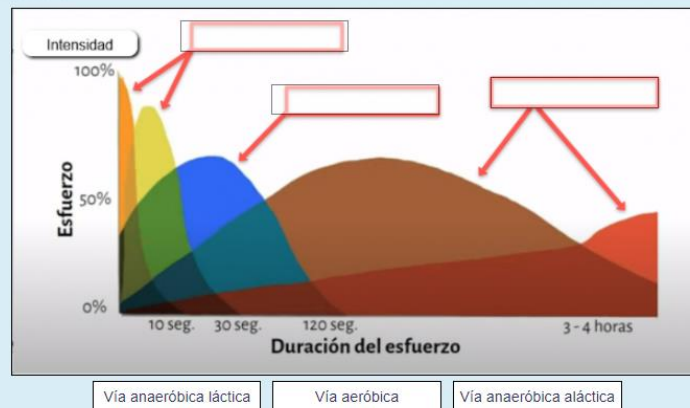 Intensidad
100%
Esfuerzo
50%
0%
10 seg. 30 seg. 120 seg. 3 - 4 horas
Duración del esfuerzo
Vía anaeróbica láctica Vía aeróbica Vía anaeróbica aláctica